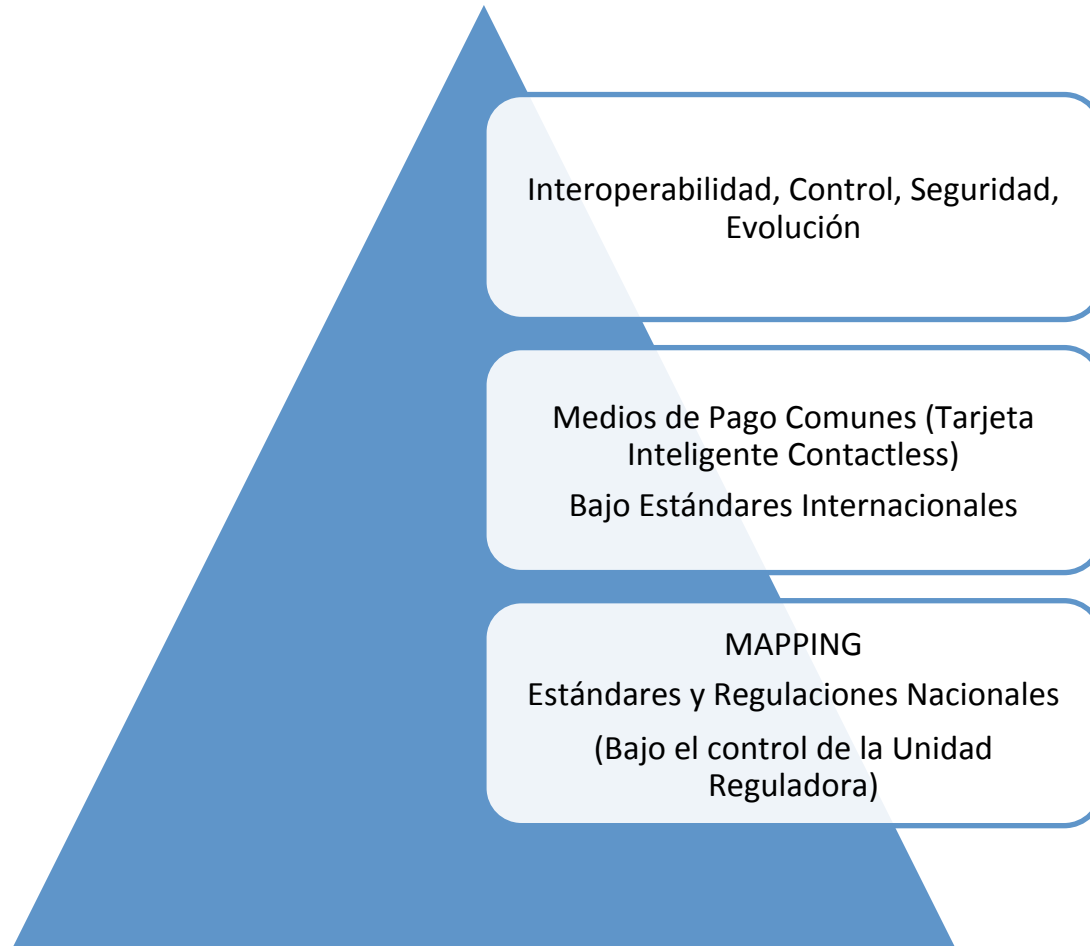 Interoperabilidad, Control, Seguridad,
Evolución
Medios de Pago Comunes (Tarjeta
Inteligente Contactless)
Bajo Estándares Internacionales
MAPPING
Estándares y Regulaciones Nacionales
(Bajo el control de la Unidad
Reguladora)